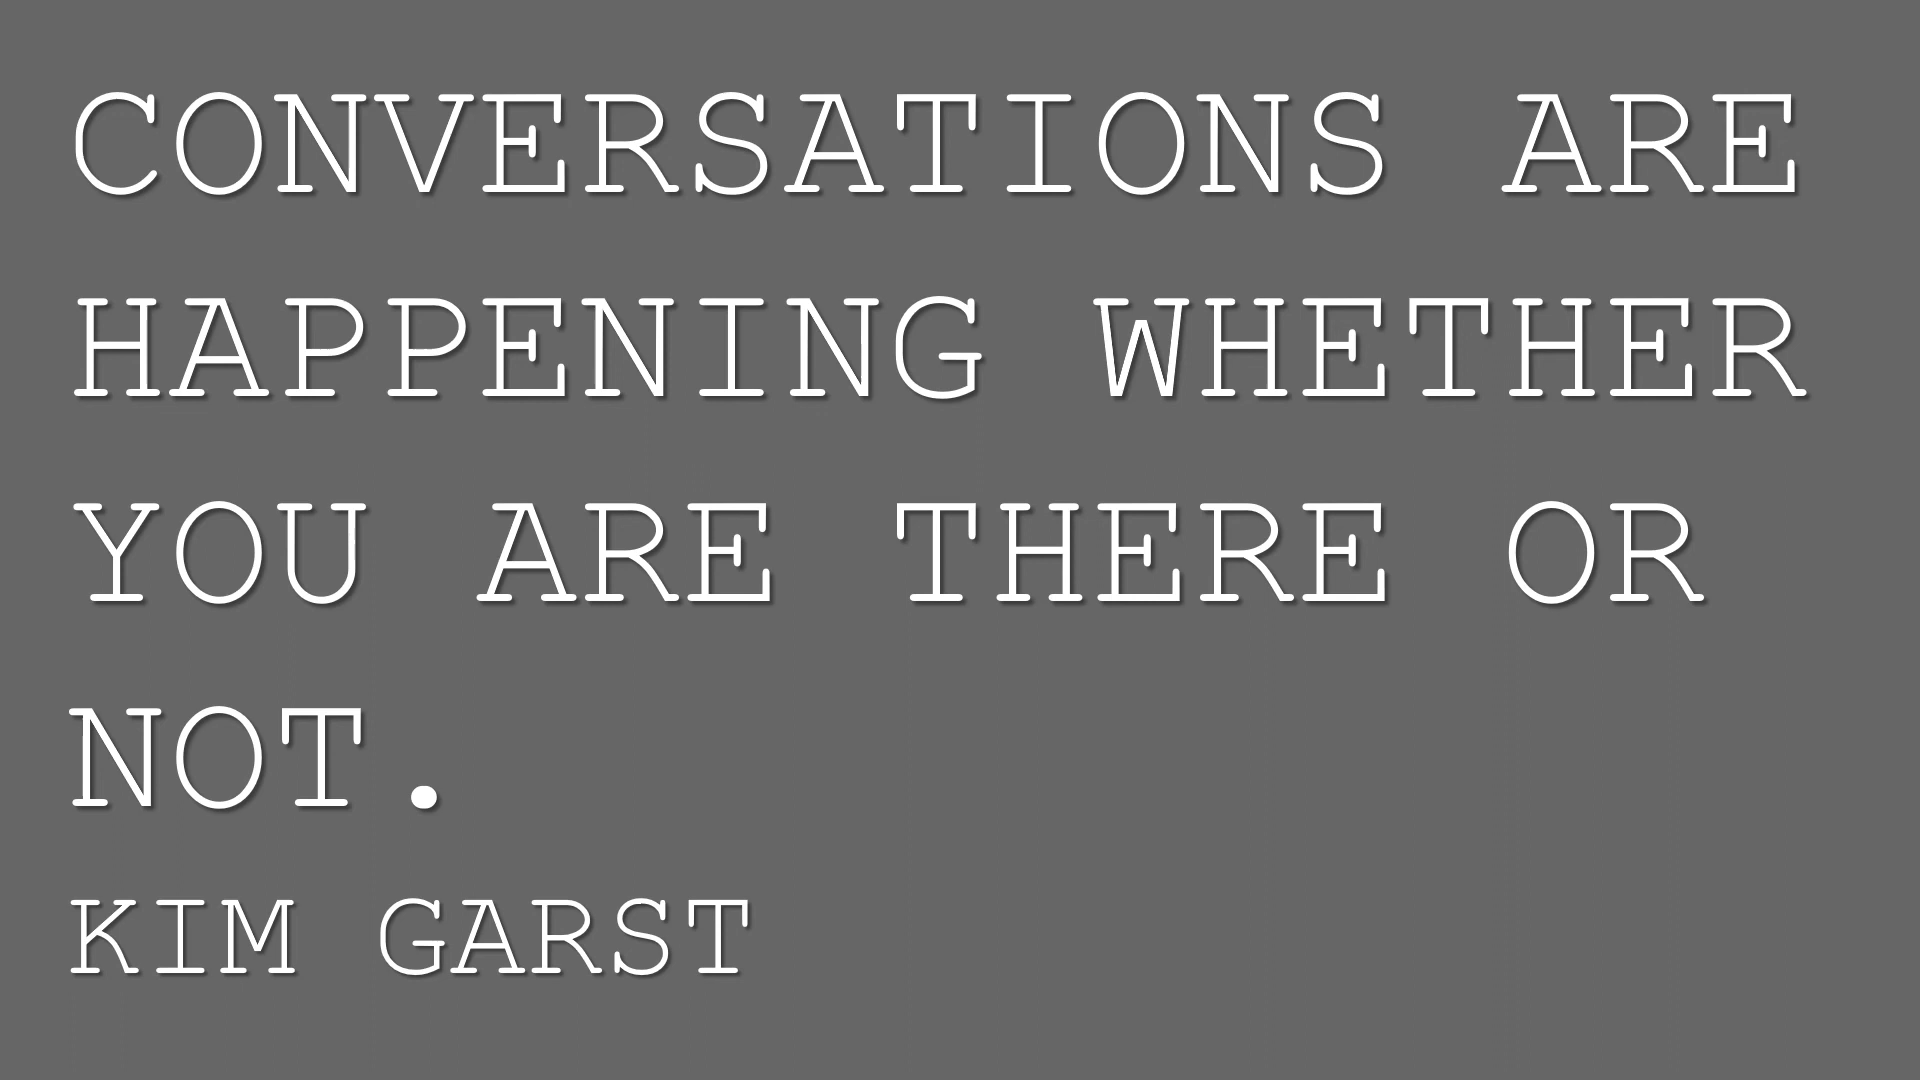 CONVERSATIONS ARE
HAPPENING WHETHER
YOU ARE THERE OR
NOT.
KIM GARST